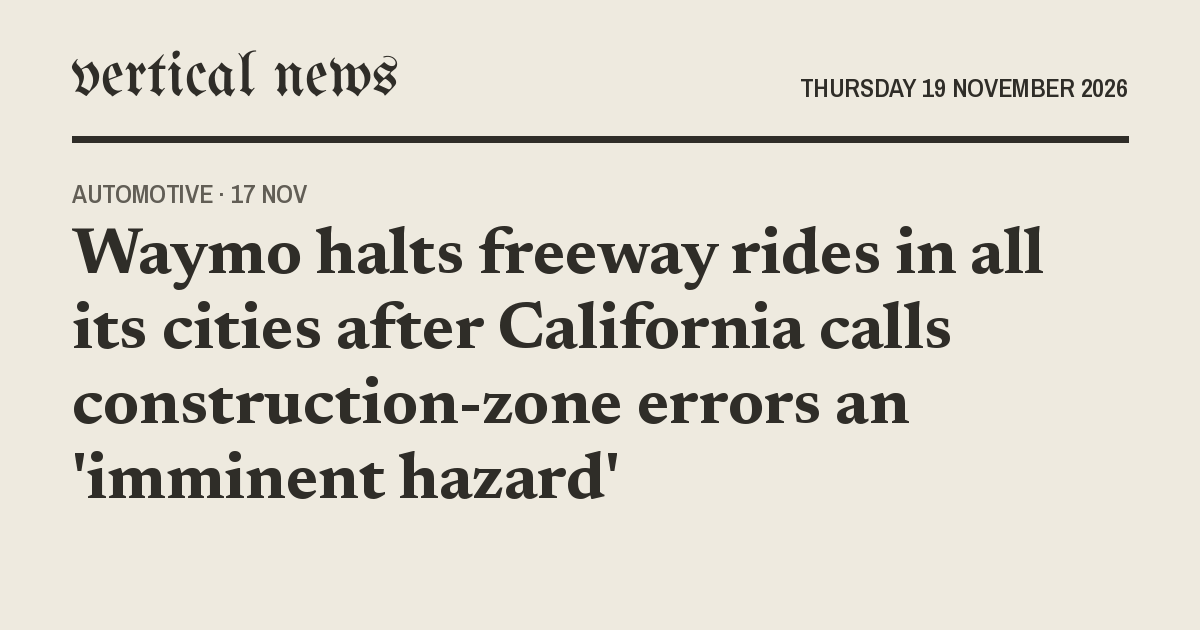 vertical news
THURSDAY 19 NOVEMBER 2026
AUTOMOTIVE · 17 NOV
Waymo halts freeway rides in all
its cities after California calls
construction-zone errors an
'imminent hazard'